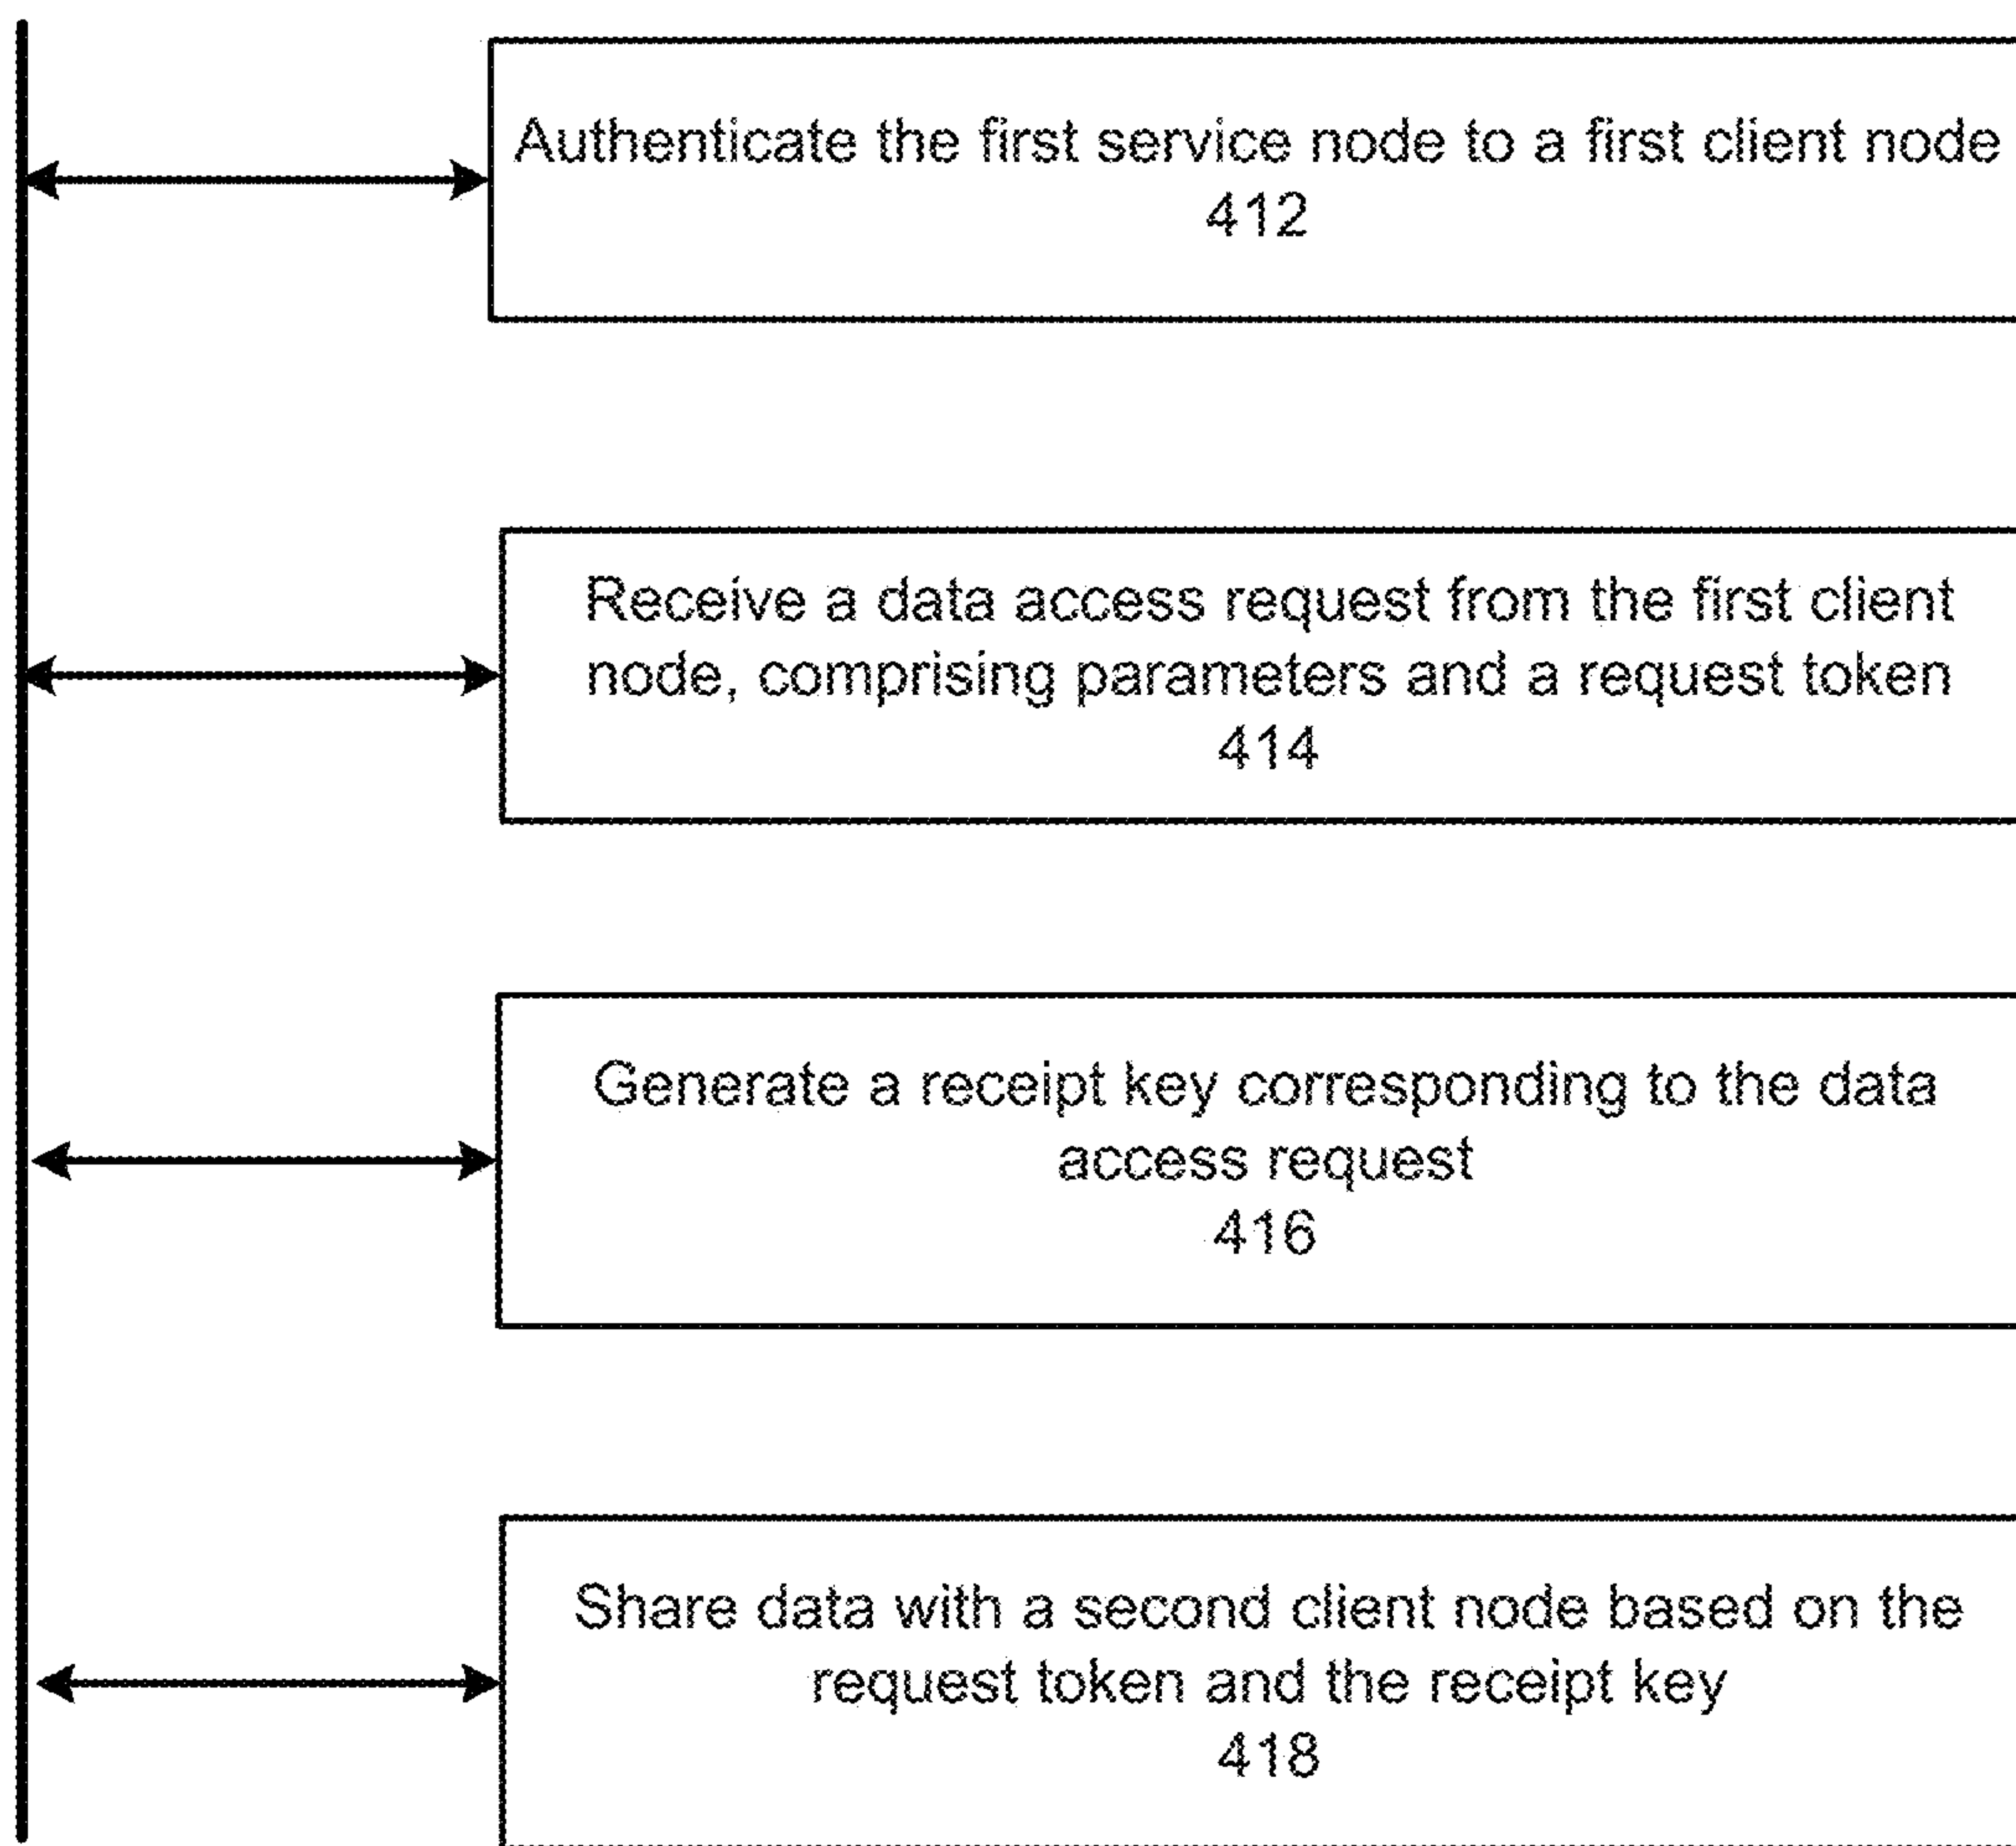 Authenticate the first service node to a first client node
412
Receive a data access request from the first client
node, comprising parameters and a request token
414
Generate a receipt key corresponding to the data
access request
416
Share data with a second client node based on the
request token and the receipt key
418